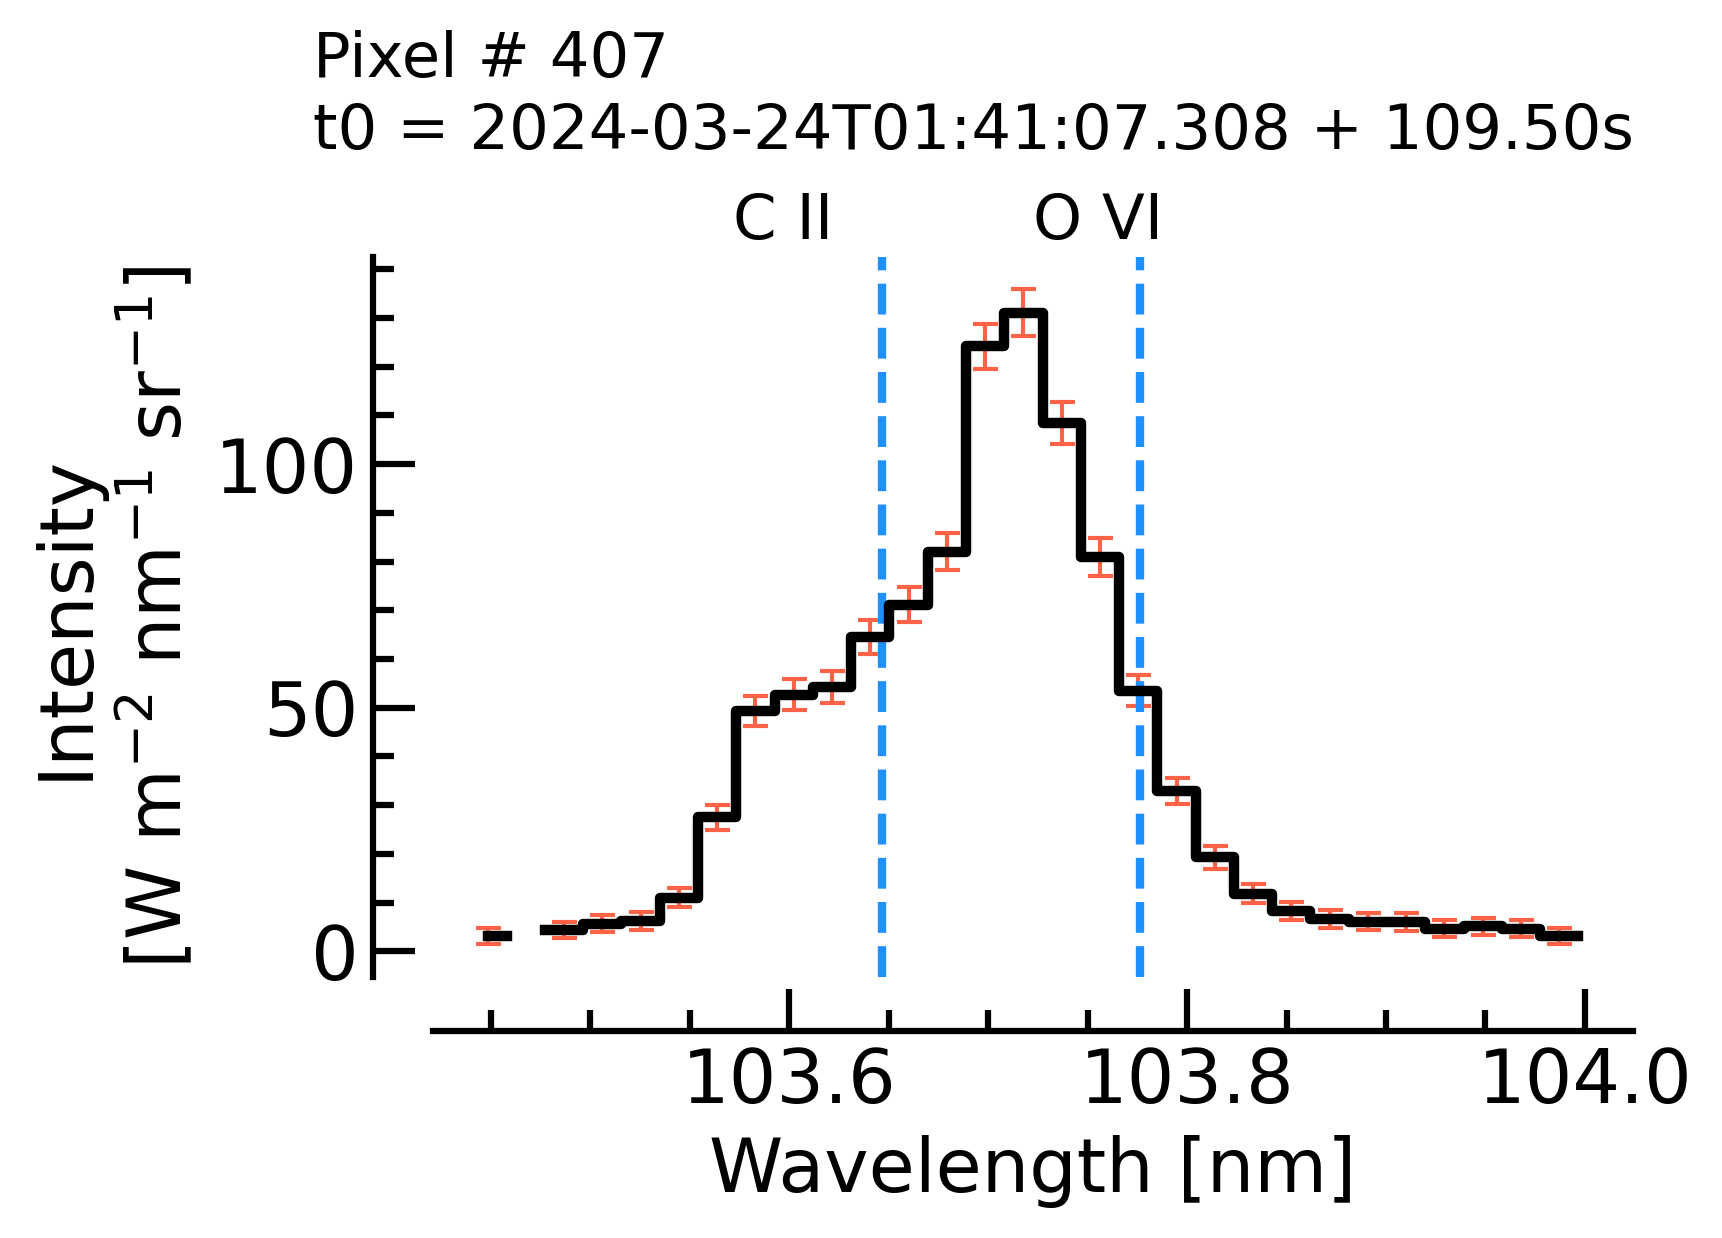 Pixel # 407
t0 = 2024-03-24T01:41:07.308 + 109.50s
C II O VI
Intensity
[W m⁻² nm⁻¹ sr⁻¹]
100
50
0
103.6 103.8 104.0
Wavelength [nm]